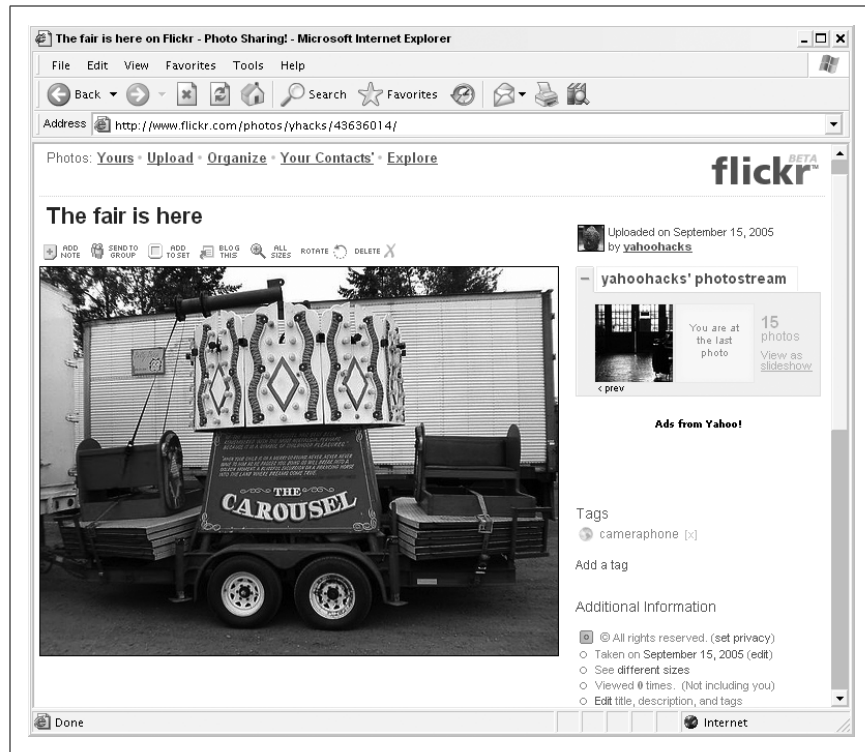 The fair is here on Flickr - Photo Sharing! - Microsoft Internet Explorer
File Edit View Favorites Tools Help
Back Search Favorites
Address http://www.flickr.com/photos/yhacks/43636014/
Photos: Yours • Upload • Organize • Your Contacts' • Explore
flickr BETA ™
The fair is here
ADD NOTE SEND TO GROUP ADD TO SET BLOG THIS ALL SIZES ROTATE DELETE
THE
CAROUSEL
Uploaded on September 15, 2005
by yahoohacks
yahoohacks' photostream
You are at
the last
photo
15
photos
View as
slideshow
< prev
Ads from Yahoo!
Tags
cameraphone [x]
Add a tag
Additional Information
© All rights reserved. (set privacy)
Taken on September 15, 2005 (edit)
See different sizes
Viewed 0 times. (Not including you)
Edit title, description, and tags
Done Internet